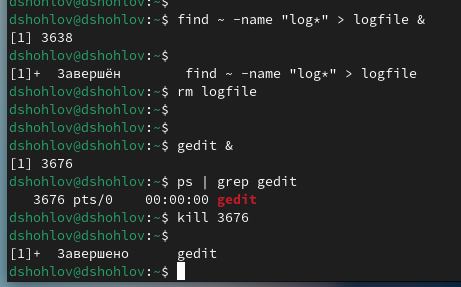 dshohlov@dshohlov:~$
dshohlov@dshohlov:~$ find ~ -name "log*" > logfile &
[1] 3638
dshohlov@dshohlov:~$
[1]+  Завершён        find ~ -name "log*" > logfile
dshohlov@dshohlov:~$ rm logfile
dshohlov@dshohlov:~$
dshohlov@dshohlov:~$
dshohlov@dshohlov:~$ gedit &
[1] 3676
dshohlov@dshohlov:~$ ps | grep gedit
   3676 pts/0    00:00:00 gedit
dshohlov@dshohlov:~$ kill 3676
dshohlov@dshohlov:~$
[1]+  Завершено      gedit
dshohlov@dshohlov:~$